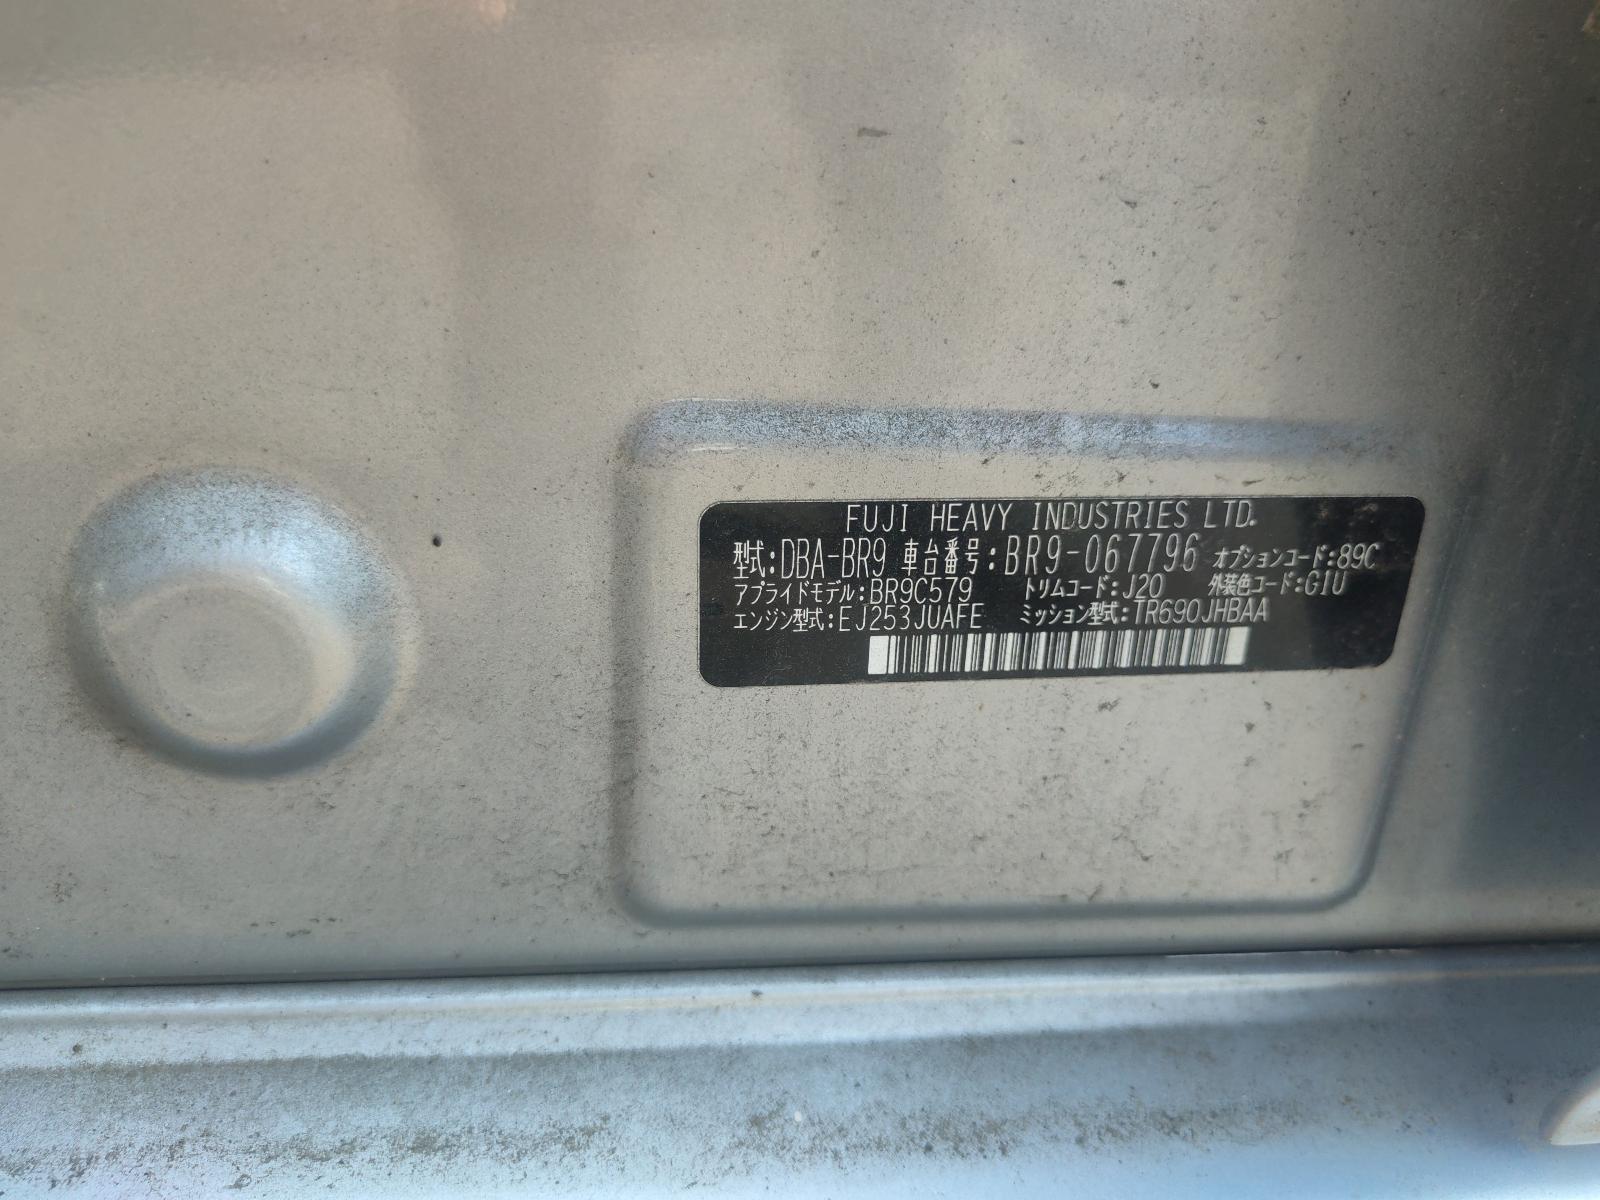 FUJI HEAVY INDUSTRIES LTD.
型式:DBA-BR9 車台番号:BR9-067796 オプションコード:89C
アプライドモデル:BR9C579 トリムコード:J20 外装色コード:G1U
エンジン型式:EJ253JUAFE ミッション型式:TR690JHBAA